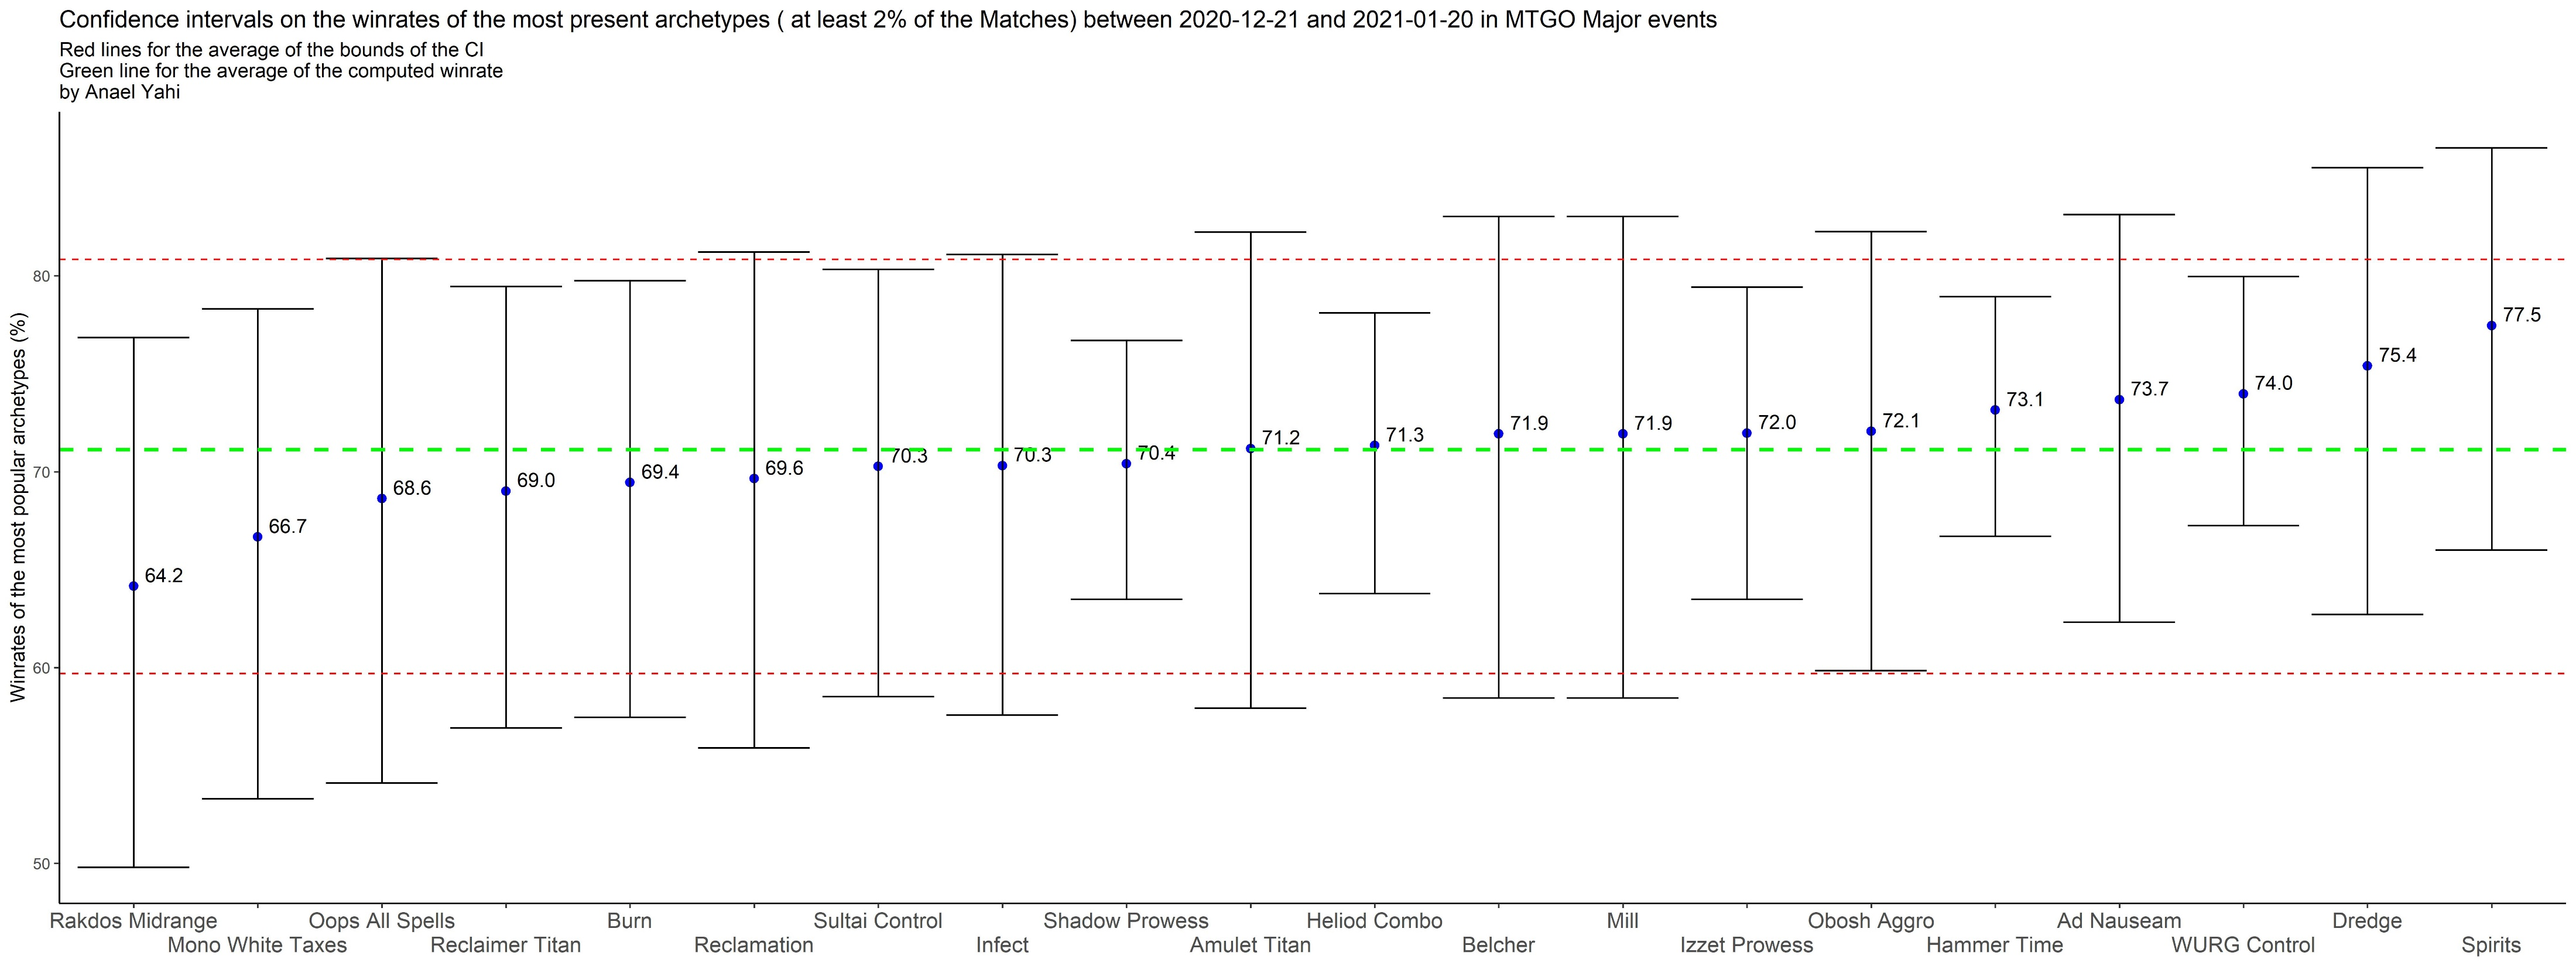 Confidence intervals on the winrates of the most present archetypes ( at least 2% of the Matches) between 2020-12-21 and 2021-01-20 in MTGO Major events
Red lines for the average of the bounds of the CI
Green line for the average of the computed winrate
by Anael Yahi
Winrates of the most popular archetypes (%)
80
70
60
50
64.2
66.7
68.6
69.0
69.4
69.6
70.3
70.3
70.4
71.2
71.3
71.9
71.9
72.0
72.1
73.1
73.7
74.0
75.4
77.5
Rakdos Midrange
Mono White Taxes
Oops All Spells
Reclaimer Titan
Burn
Reclamation
Sultai Control
Infect
Shadow Prowess
Amulet Titan
Heliod Combo
Belcher
Mill
Izzet Prowess
Obosh Aggro
Hammer Time
Ad Nauseam
WURG Control
Dredge
Spirits